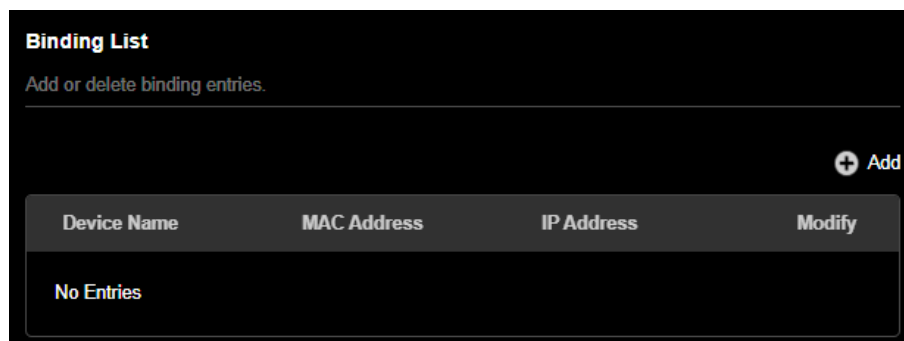 Binding List
Add or delete binding entries.
Add
Device Name MAC Address IP Address Modify
No Entries